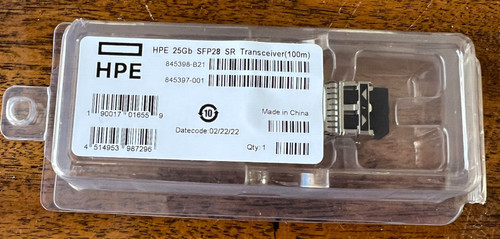 HPE 25Gb SFP28 SR Transceiver(100m)
845398-B21
845397-001
HPE
1 90017 01655 9
10
Made in China
Datecode:02/22/22
4 514953 987296
Qty:1